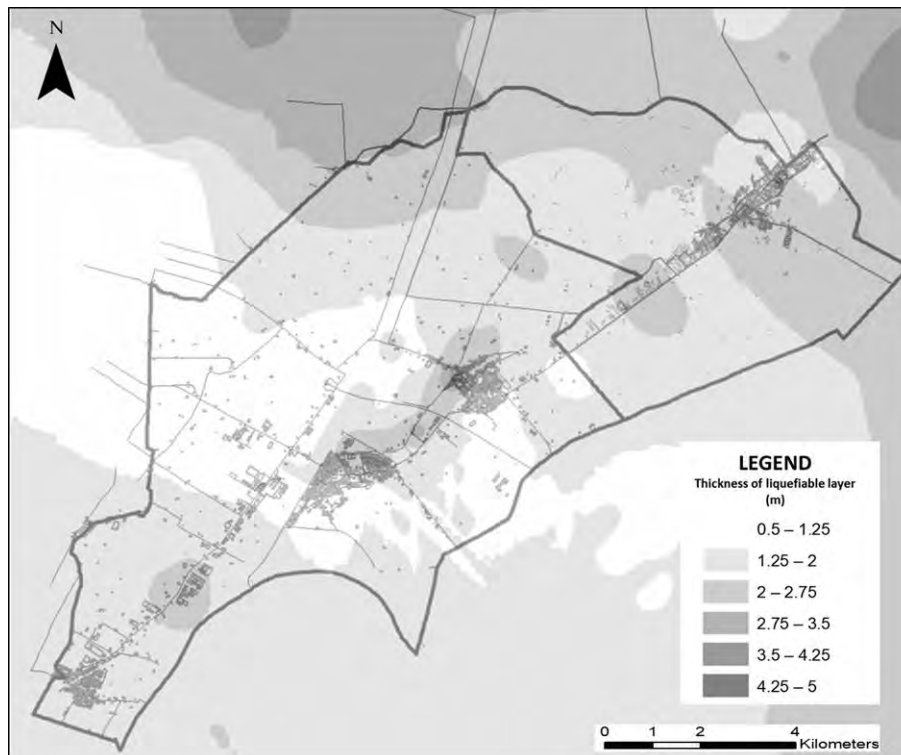 N
LEGEND
Thickness of liquefiable layer
(m)
0.5 – 1.25
1.25 – 2
2 – 2.75
2.75 – 3.5
3.5 – 4.25
4.25 – 5
0 1 2 4
Kilometers